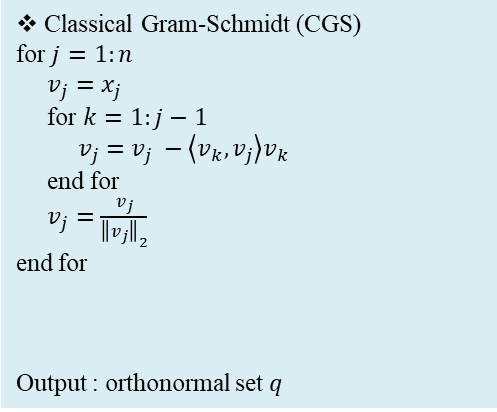 ❖ Classical Gram-Schmidt (CGS)
for j = 1:n
v_j = x_j
for k = 1:j − 1
v_j = v_j − ⟨v_k, v_j⟩v_k
end for
v_j = v_j / ‖v_j‖_2
end for
Output : orthonormal set q